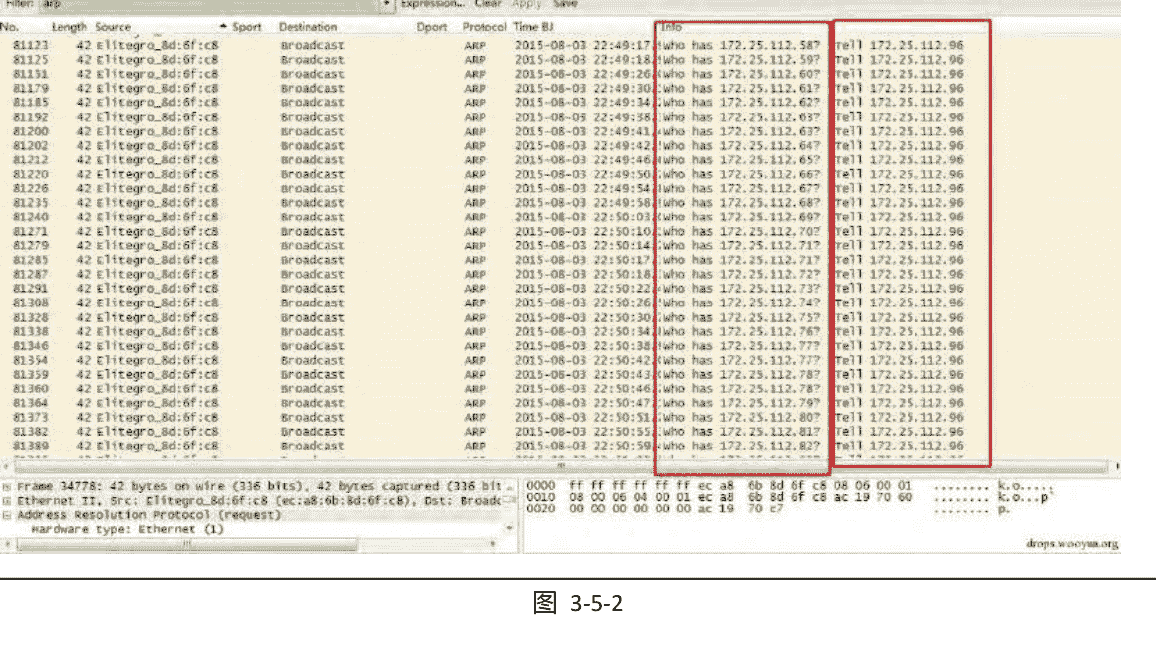 Filter: arp Expression... Clear Apply Save
No. Length Source Sport Destination Dport Protocol Time BJ Info
81123 42 Elitegro_8d:6f:c8 Broadcast ARP 2015-08-03 22:49:17. who has 172.25.112.58? Tell 172.25.112.96
81125 42 Elitegro_8d:6f:c8 Broadcast ARP 2015-08-03 22:49:18. who has 172.25.112.59? Tell 172.25.112.96
81151 42 Elitegro_8d:6f:c8 Broadcast ARP 2015-08-03 22:49:26. who has 172.25.112.60? Tell 172.25.112.96
81179 42 Elitegro_8d:6f:c8 Broadcast ARP 2015-08-03 22:49:30. who has 172.25.112.61? Tell 172.25.112.96
81185 42 Elitegro_8d:6f:c8 Broadcast ARP 2015-08-03 22:49:34. who has 172.25.112.62? Tell 172.25.112.96
81192 42 Elitegro_8d:6f:c8 Broadcast ARP 2015-08-03 22:49:38. who has 172.25.112.63? Tell 172.25.112.96
81200 42 Elitegro_8d:6f:c8 Broadcast ARP 2015-08-03 22:49:41. who has 172.25.112.63? Tell 172.25.112.96
81202 42 Elitegro_8d:6f:c8 Broadcast ARP 2015-08-03 22:49:42. who has 172.25.112.64? Tell 172.25.112.96
81212 42 Elitegro_8d:6f:c8 Broadcast ARP 2015-08-03 22:49:46. who has 172.25.112.65? Tell 172.25.112.96
81220 42 Elitegro_8d:6f:c8 Broadcast ARP 2015-08-03 22:49:50. who has 172.25.112.66? Tell 172.25.112.96
81226 42 Elitegro_8d:6f:c8 Broadcast ARP 2015-08-03 22:49:54. who has 172.25.112.67? Tell 172.25.112.96
81235 42 Elitegro_8d:6f:c8 Broadcast ARP 2015-08-03 22:49:58. who has 172.25.112.68? Tell 172.25.112.96
81240 42 Elitegro_8d:6f:c8 Broadcast ARP 2015-08-03 22:50:03. who has 172.25.112.69? Tell 172.25.112.96
81271 42 Elitegro_8d:6f:c8 Broadcast ARP 2015-08-03 22:50:10. who has 172.25.112.70? Tell 172.25.112.96
81279 42 Elitegro_8d:6f:c8 Broadcast ARP 2015-08-03 22:50:14. who has 172.25.112.71? Tell 172.25.112.96
81285 42 Elitegro_8d:6f:c8 Broadcast ARP 2015-08-03 22:50:17. who has 172.25.112.71? Tell 172.25.112.96
81287 42 Elitegro_8d:6f:c8 Broadcast ARP 2015-08-03 22:50:18. who has 172.25.112.72? Tell 172.25.112.96
81291 42 Elitegro_8d:6f:c8 Broadcast ARP 2015-08-03 22:50:22. who has 172.25.112.73? Tell 172.25.112.96
81308 42 Elitegro_8d:6f:c8 Broadcast ARP 2015-08-03 22:50:26. who has 172.25.112.74? Tell 172.25.112.96
81328 42 Elitegro_8d:6f:c8 Broadcast ARP 2015-08-03 22:50:30. who has 172.25.112.75? Tell 172.25.112.96
81338 42 Elitegro_8d:6f:c8 Broadcast ARP 2015-08-03 22:50:34. who has 172.25.112.76? Tell 172.25.112.96
81346 42 Elitegro_8d:6f:c8 Broadcast ARP 2015-08-03 22:50:38. who has 172.25.112.77? Tell 172.25.112.96
81354 42 Elitegro_8d:6f:c8 Broadcast ARP 2015-08-03 22:50:42. who has 172.25.112.77? Tell 172.25.112.96
81359 42 Elitegro_8d:6f:c8 Broadcast ARP 2015-08-03 22:50:43. who has 172.25.112.78? Tell 172.25.112.96
81360 42 Elitegro_8d:6f:c8 Broadcast ARP 2015-08-03 22:50:46. who has 172.25.112.78? Tell 172.25.112.96
81364 42 Elitegro_8d:6f:c8 Broadcast ARP 2015-08-03 22:50:47. who has 172.25.112.79? Tell 172.25.112.96
81373 42 Elitegro_8d:6f:c8 Broadcast ARP 2015-08-03 22:50:51. who has 172.25.112.80? Tell 172.25.112.96
81382 42 Elitegro_8d:6f:c8 Broadcast ARP 2015-08-03 22:50:55. who has 172.25.112.81? Tell 172.25.112.96
81389 42 Elitegro_8d:6f:c8 Broadcast ARP 2015-08-03 22:50:59. who has 172.25.112.82? Tell 172.25.112.96
Frame 34778: 42 bytes on wire (336 bits), 42 bytes captured (336 bit
Ethernet II, Src: Elitegro_8d:6f:c8 (ec:a8:6b:8d:6f:c8), Dst: Broadc
Address Resolution Protocol (request)
Hardware type: Ethernet (1)
0000 ff ff ff ff ff ff ec a8 6b 8d 6f c8 08 06 00 01 ........ k.o.....
0010 08 00 06 04 00 01 ec a8 6b 8d 6f c8 ac 19 70 60 ........ k.o...p`
0020 00 00 00 00 00 00 ac 19 70 c7 ........ p.
drops.wooyun.org
图 3-5-2